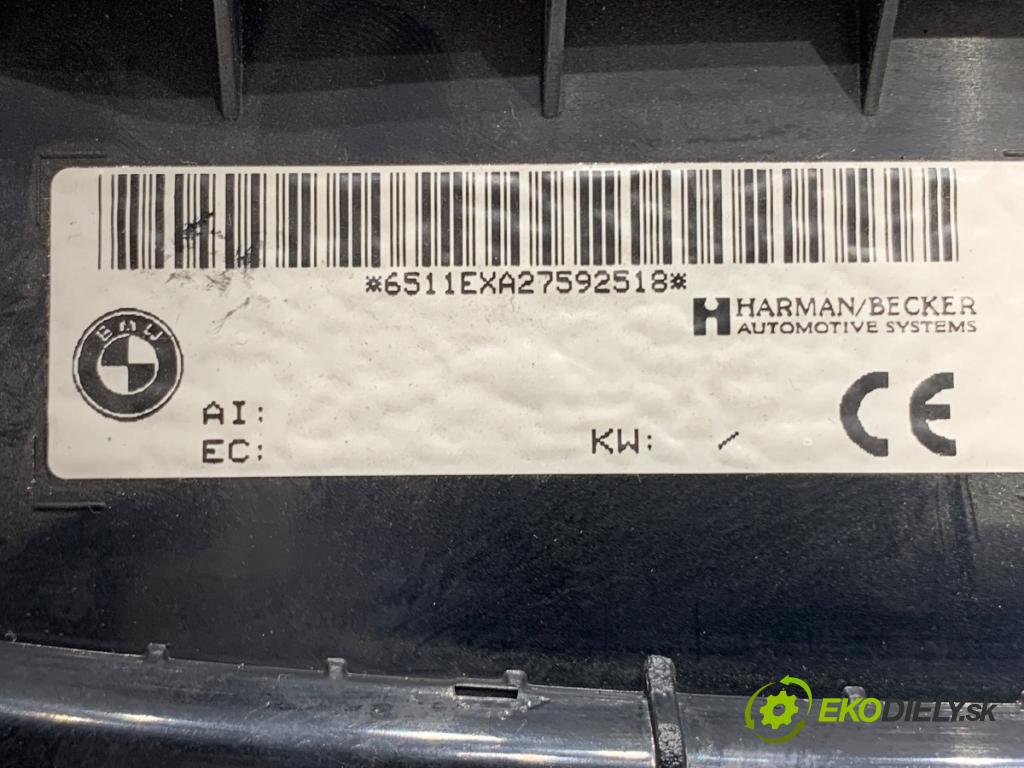 *6511EXA27592518*
HARMAN/BECKER
AUTOMOTIVE SYSTEMS
BMW
AI:
EC:
KW: /
CE
EKODIELY.SK